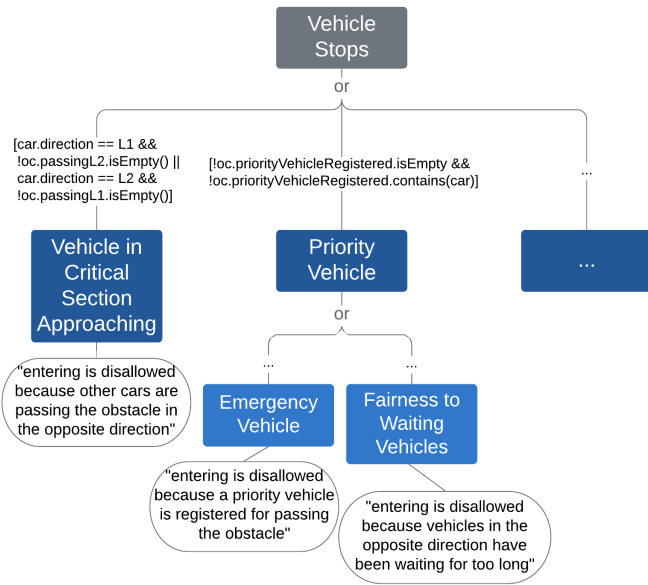 Vehicle
Stops
or
[car.direction == L1 &&
!oc.passingL2.isEmpty() ||
car.direction == L2 &&
!oc.passingL1.isEmpty()]
[!oc.priorityVehicleRegistered.isEmpty &&
!oc.priorityVehicleRegistered.contains(car)]
...
Vehicle in
Critical
Section
Approaching
Priority
Vehicle
...
or
"entering is disallowed
because other cars are
passing the obstacle in
the opposite direction"
...
...
Emergency
Vehicle
Fairness to
Waiting
Vehicles
"entering is disallowed
because a priority vehicle
is registered for passing
the obstacle"
"entering is disallowed
because vehicles in the
opposite direction have
been waiting for too long"